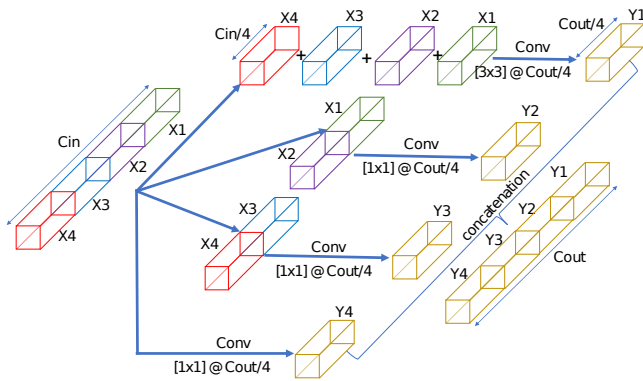 X4
X3
X2
X1
Y1
Cin/4
Cout/4
+
+
+
Conv
[3x3] @ Cout/4
Cin
X1
X2
X3
X4
X1
X2
Conv
[1x1] @ Cout/4
Y2
X3
X4
Conv
[1x1] @ Cout/4
Y3
concatenation
Y1
Y2
Y3
Y4
Cout
Conv
[1x1] @ Cout/4
Y4